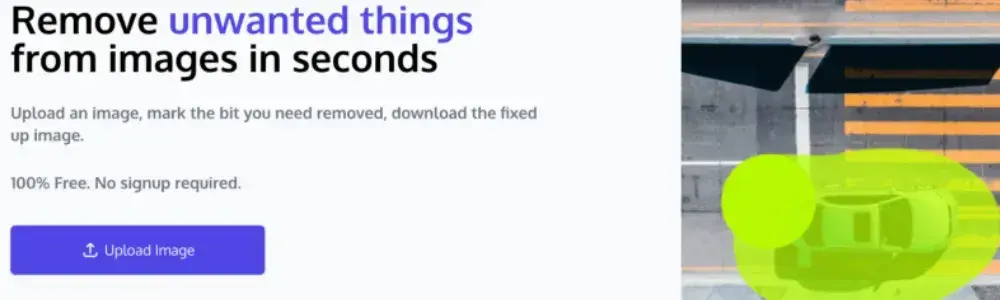 Remove unwanted things
from images in seconds
Upload an image, mark the bit you need removed, download the fixed
up image.
100% Free. No signup required.
Upload Image